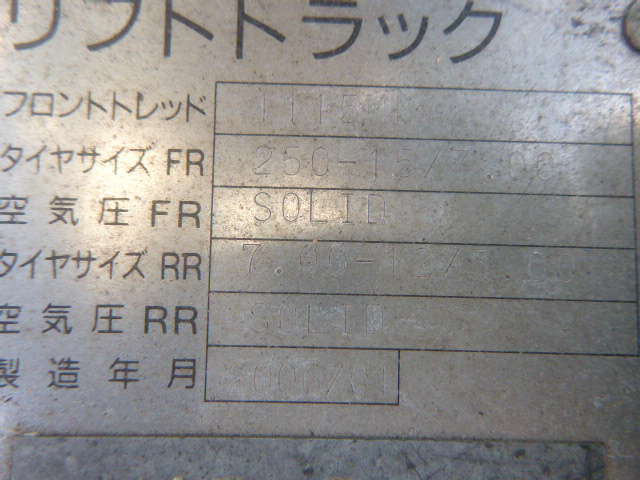 リフトトラック
フロントトレッド
タイヤサイズ FR 250-15/7.00
空気圧 FR SOLID
タイヤサイズ RR 7.00-12/5.00
空気圧 RR SOLID
製造年月